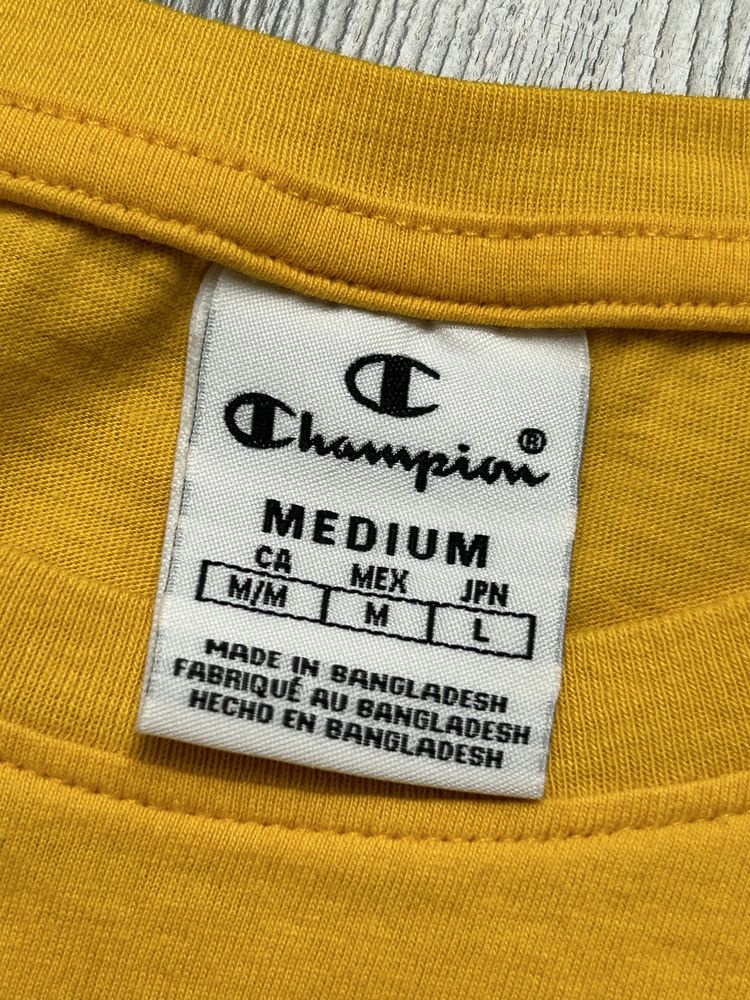 Champion®
MEDIUM
CA MEX JPN
M/M M L
MADE IN BANGLADESH
FABRIQUÉ AU BANGLADESH
HECHO EN BANGLADESH